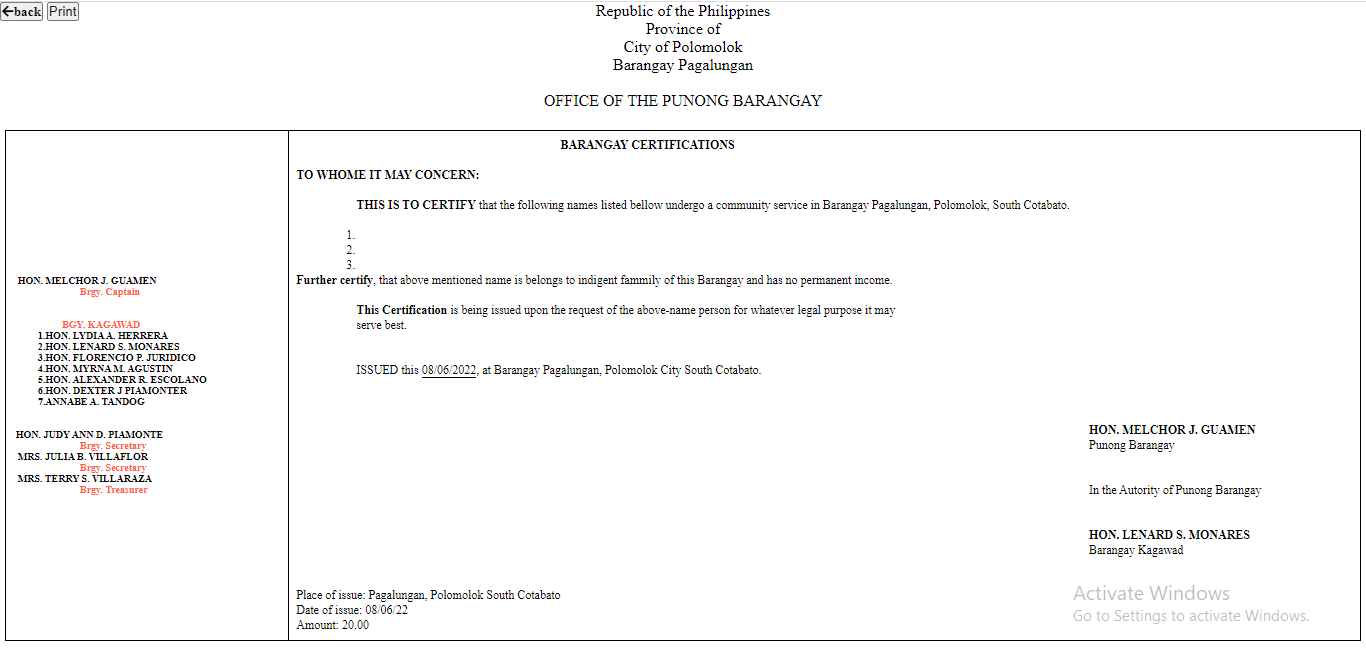 ←back Print
Republic of the Philippines
Province of
City of Polomolok
Barangay Pagalungan
OFFICE OF THE PUNONG BARANGAY
HON. MELCHOR J. GUAMEN
Brgy. Captain
BGY. KAGAWAD
1.HON. LYDIA A. HERRERA
2.HON. LENARD S. MONARES
3.HON. FLORENCIO P. JURIDICO
4.HON. MYRNA M. AGUSTIN
5.HON. ALEXANDER R. ESCOLANO
6.HON. DEXTER J PIAMONTER
7.ANNABE A. TANDOG
HON. JUDY ANN D. PIAMONTE
Brgy. Secretary
MRS. JULIA B. VILLAFLOR
Brgy. Secretary
MRS. TERRY S. VILLARAZA
Brgy. Treasurer
BARANGAY CERTIFICATIONS
TO WHOME IT MAY CONCERN:
THIS IS TO CERTIFY that the following names listed bellow undergo a community service in Barangay Pagalungan, Polomolok, South Cotabato.
1.
2.
3.
Further certify, that above mentioned name is belongs to indigent fammily of this Barangay and has no permanent income.
This Certification is being issued upon the request of the above-name person for whatever legal purpose it may
serve best.
ISSUED this 08/06/2022, at Barangay Pagalungan, Polomolok City South Cotabato.
HON. MELCHOR J. GUAMEN
Punong Barangay
In the Autority of Punong Barangay
HON. LENARD S. MONARES
Barangay Kagawad
Place of issue: Pagalungan, Polomolok South Cotabato
Date of issue: 08/06/22
Amount: 20.00
Activate Windows
Go to Settings to activate Windows.